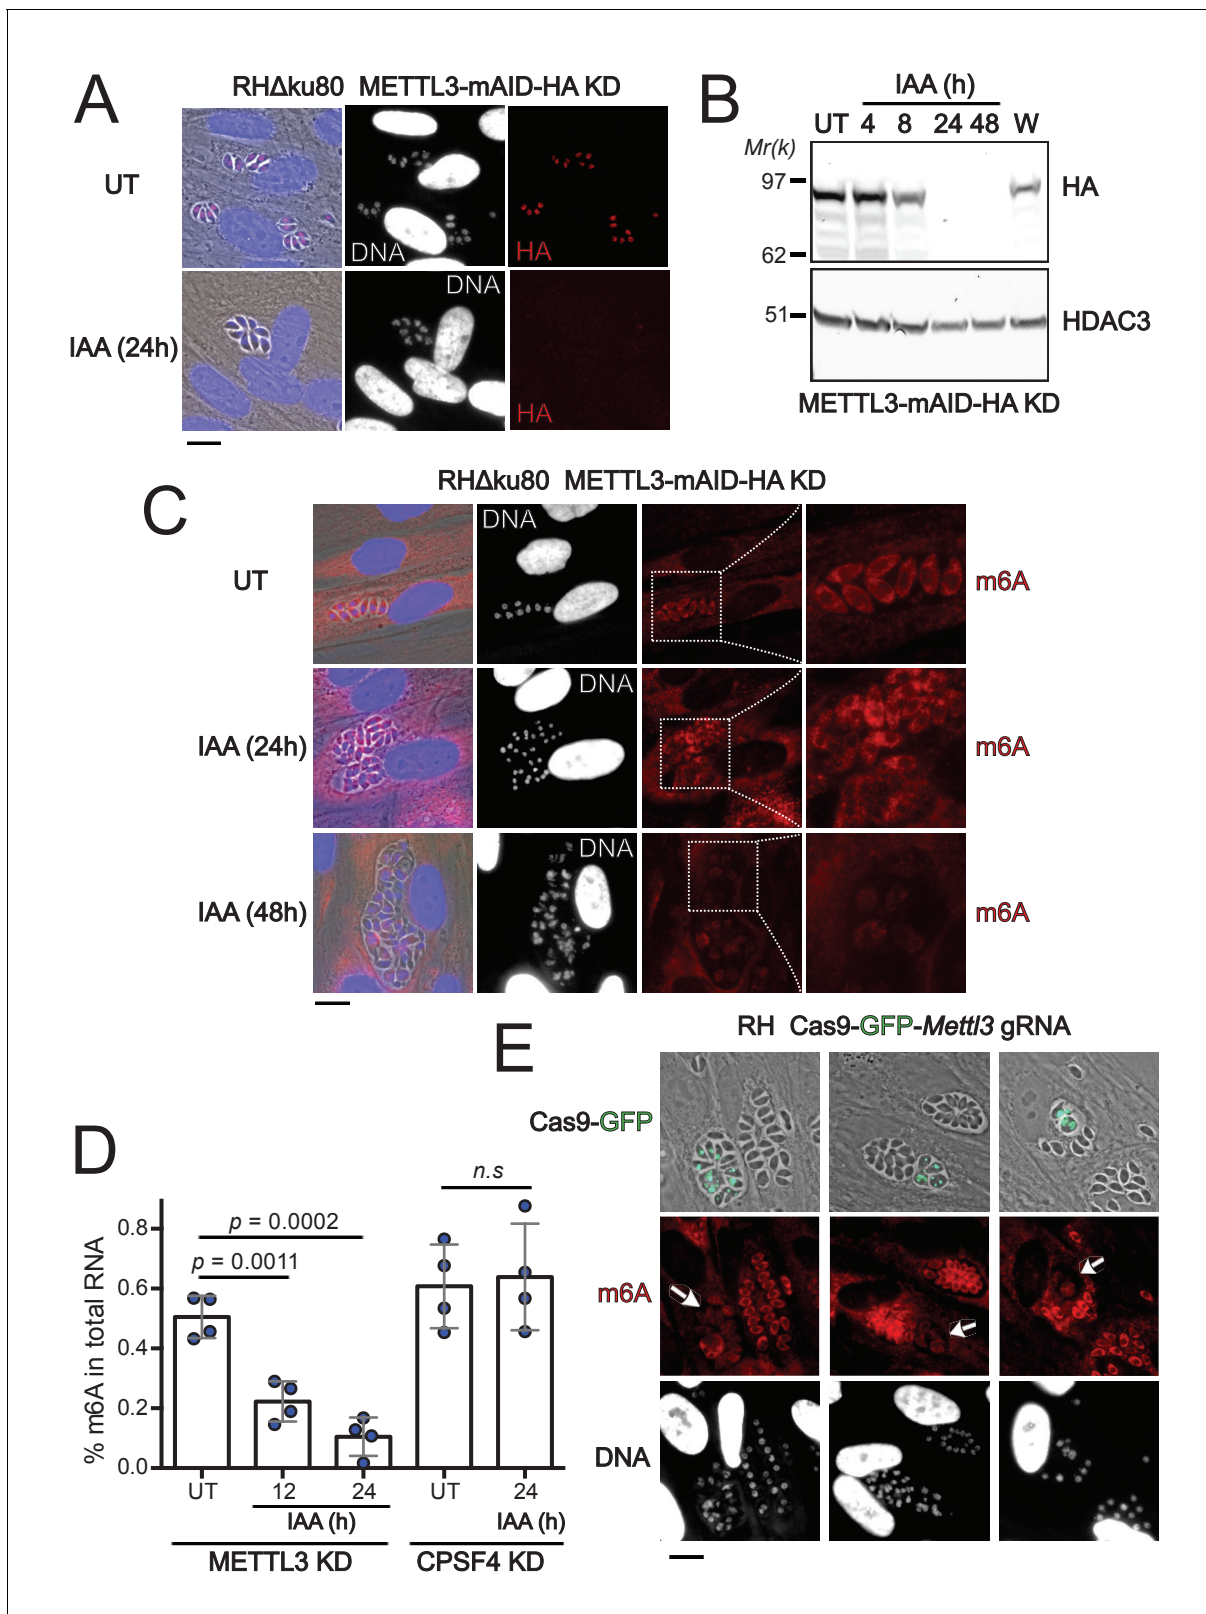 A
RHΔku80 METTL3-mAID-HA KD
UT
DNA
HA
IAA (24h)
DNA
HA
B
IAA (h)
UT 4 8 24 48 W
Mr(k)
97
HA
62
51
HDAC3
METTL3-mAID-HA KD
C
RHΔku80 METTL3-mAID-HA KD
UT
DNA
m6A
IAA (24h)
DNA
m6A
IAA (48h)
DNA
m6A
D
n.s
p = 0.0002
p = 0.0011
% m6A in total RNA
0.8
0.6
0.4
0.2
0.0
UT 12 24 UT 24
IAA (h) IAA (h)
METTL3 KD CPSF4 KD
E
RH Cas9-GFP-Mettl3 gRNA
Cas9-GFP
m6A
DNA